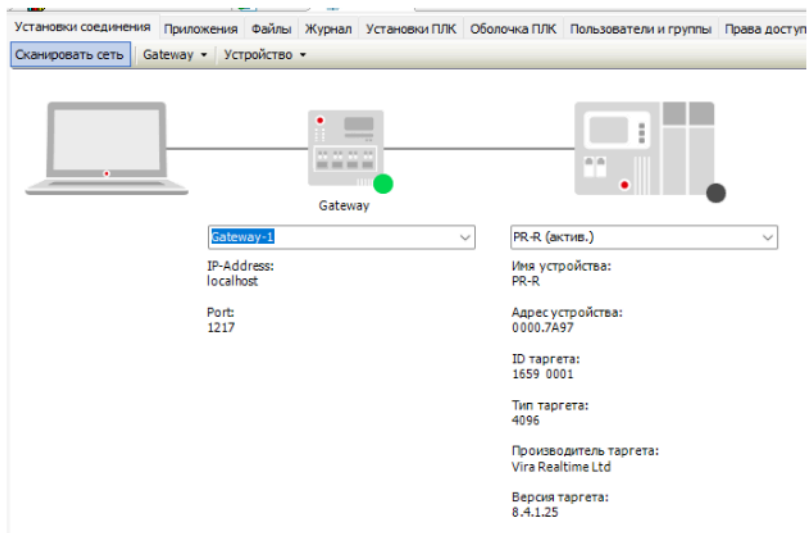 Установки соединения Приложения Файлы Журнал Установки ПЛК Оболочка ПЛК Пользователи и группы Права доступ
Сканировать сеть Gateway Устройство
Gateway
Gateway-1 PR-R (актив.)
IP-Address:
localhost
Port:
1217
Имя устройства:
PR-R
Адрес устройства:
0000.7A97
ID таргета:
1659 0001
Тип таргета:
4096
Производитель таргета:
Vira Realtime Ltd
Версия таргета:
8.4.1.25